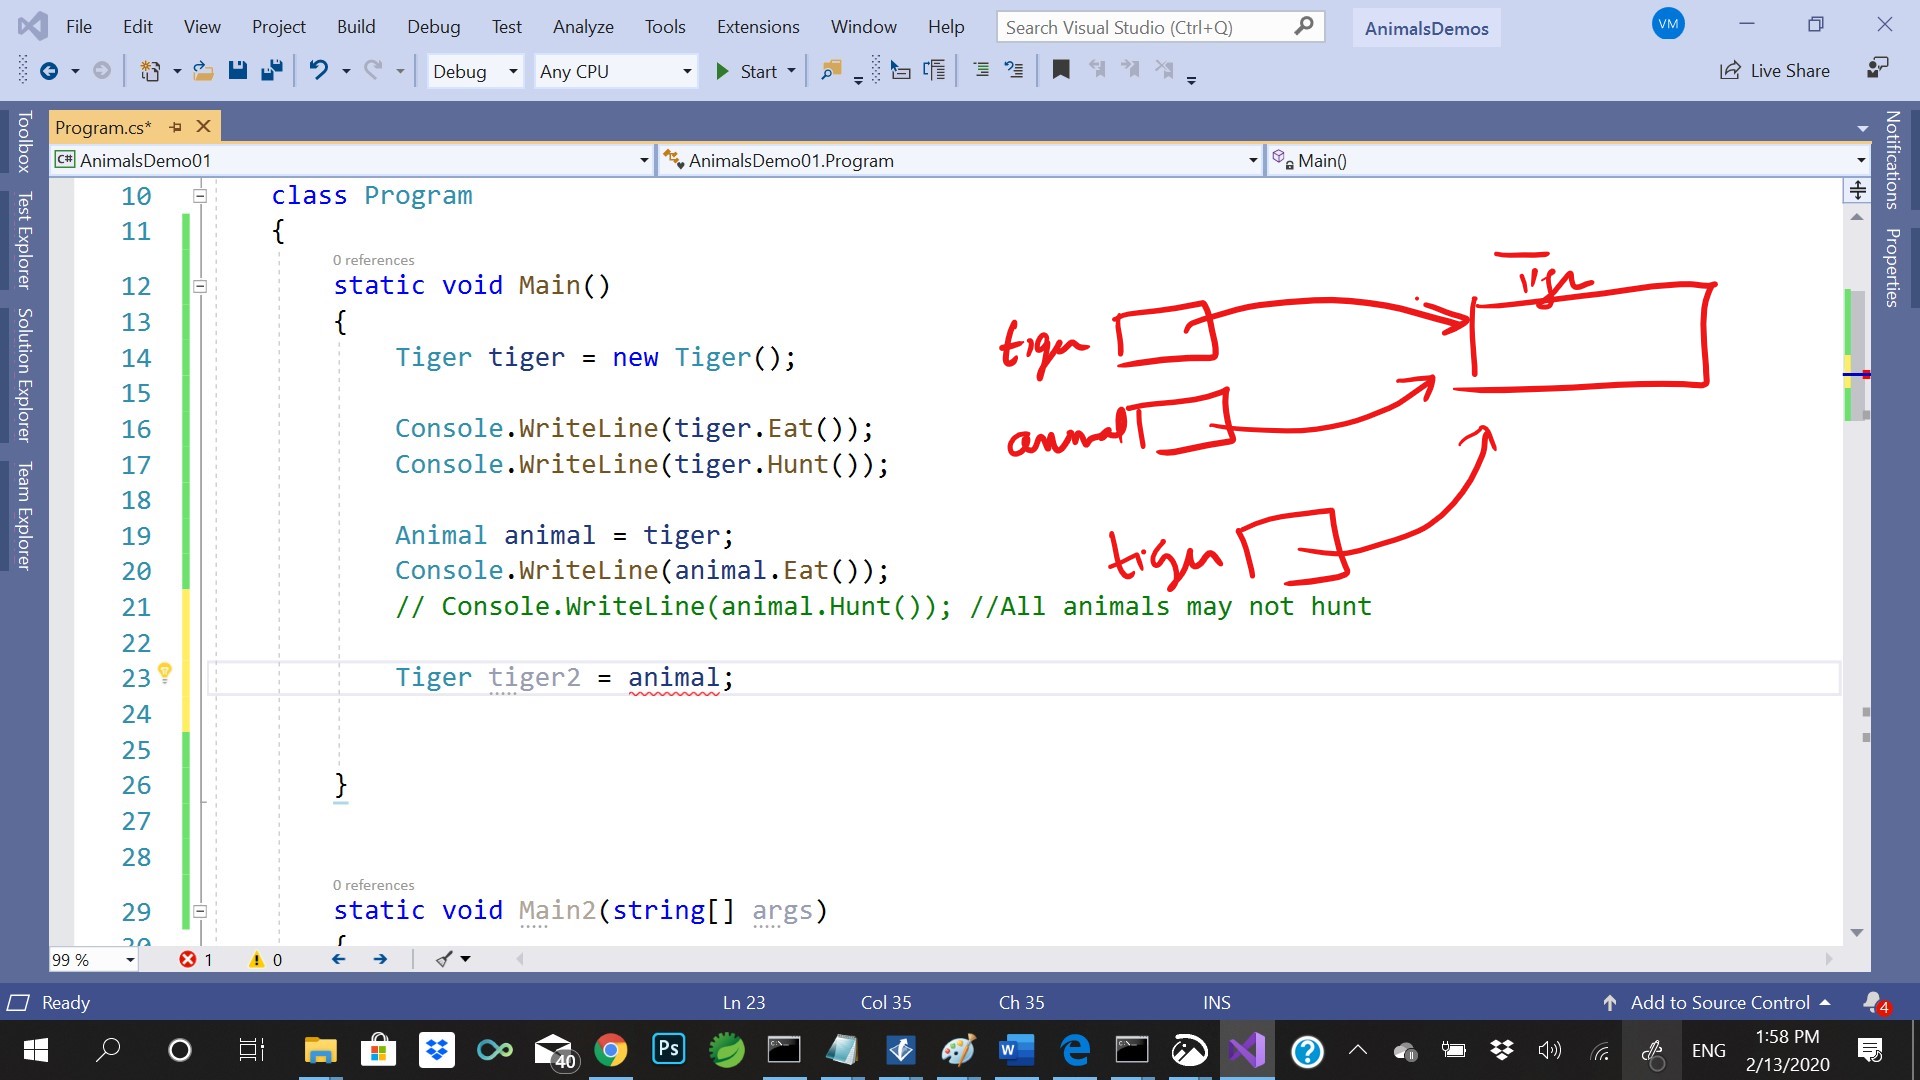 File Edit View Project Build Debug Test Analyze Tools Extensions Window Help Search Visual Studio (Ctrl+Q) AnimalsDemos VM
Debug Any CPU Start Live Share
Toolbox
Test Explorer
Solution Explorer
Team Explorer
Program.cs*
C# AnimalsDemo01 AnimalsDemo01.Program Main()
Notifications
Properties
10 class Program
11 {
0 references
12 static void Main()
13 {
14 Tiger tiger = new Tiger();
15
16 Console.WriteLine(tiger.Eat());
17 Console.WriteLine(tiger.Hunt());
18
19 Animal animal = tiger;
20 Console.WriteLine(animal.Eat());
21 // Console.WriteLine(animal.Hunt()); //All animals may not hunt
22
23 Tiger tiger2 = animal;
24
25
26 }
27
28
0 references
29 static void Main2(string[] args)
30 {
tiger
animal
tiger
99 % 1 0
Ready Ln 23 Col 35 Ch 35 INS Add to Source Control 4
40 Ps W ENG 1:58 PM
2/13/2020